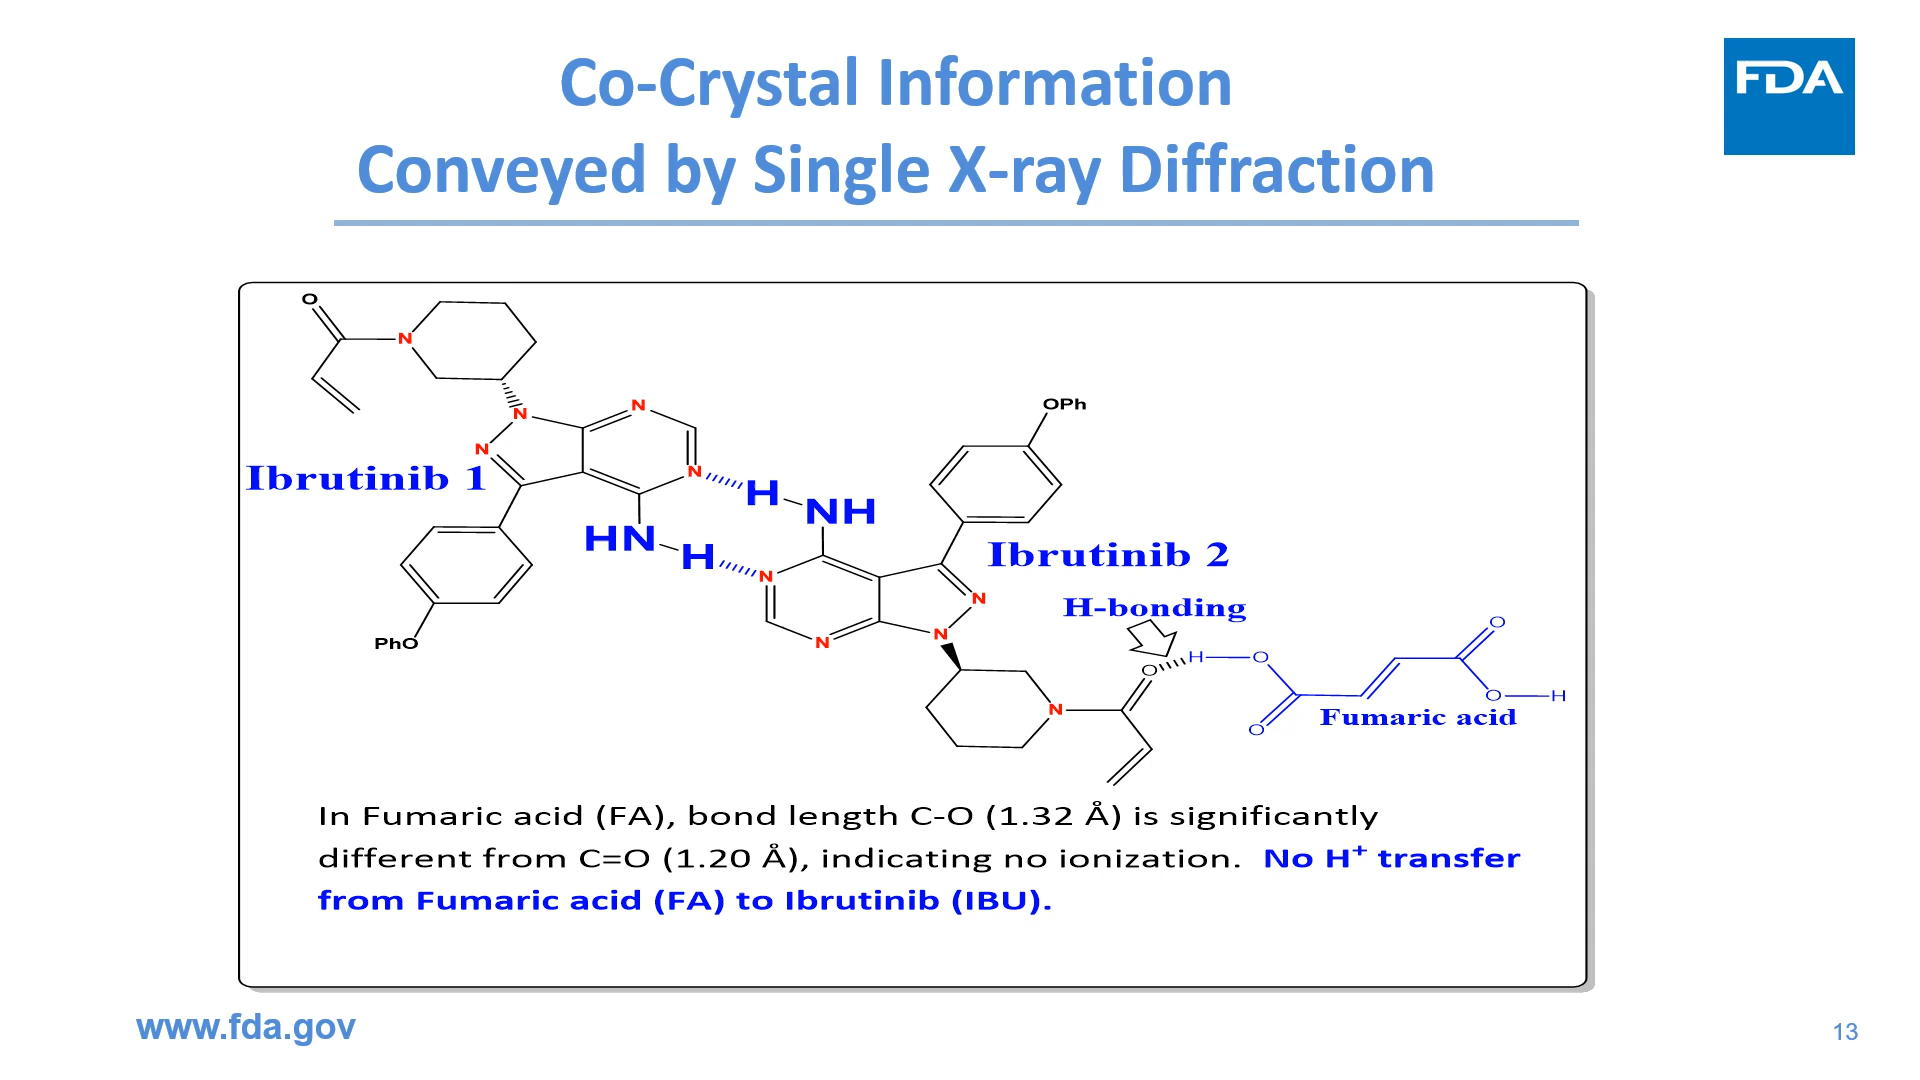 Co-Crystal Information
Conveyed by Single X-ray Diffraction
FDA
O
N
N
N
N
N
Ibrutinib 1
HN
H
H
NH
PhO
OPh
Ibrutinib 2
N
N
N
N
N
O
H-bonding
H
O
O
O
O
H
Fumaric acid
In Fumaric acid (FA), bond length C-O (1.32 Å) is significantly
different from C=O (1.20 Å), indicating no ionization. No H⁺ transfer
from Fumaric acid (FA) to Ibrutinib (IBU).
www.fda.gov
13